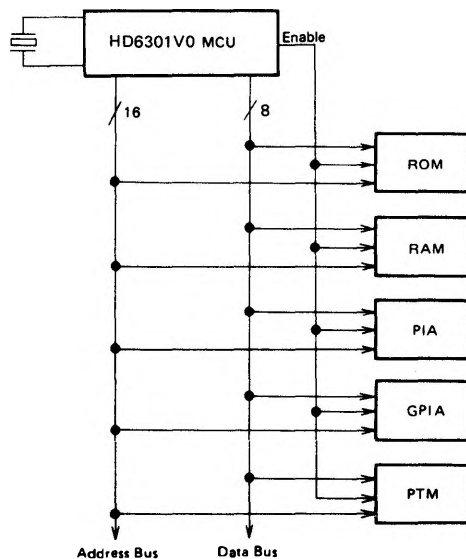 HD6301V0 MCU
Enable
16
8
ROM
RAM
PIA
GPIA
PTM
Address Bus
Data Bus